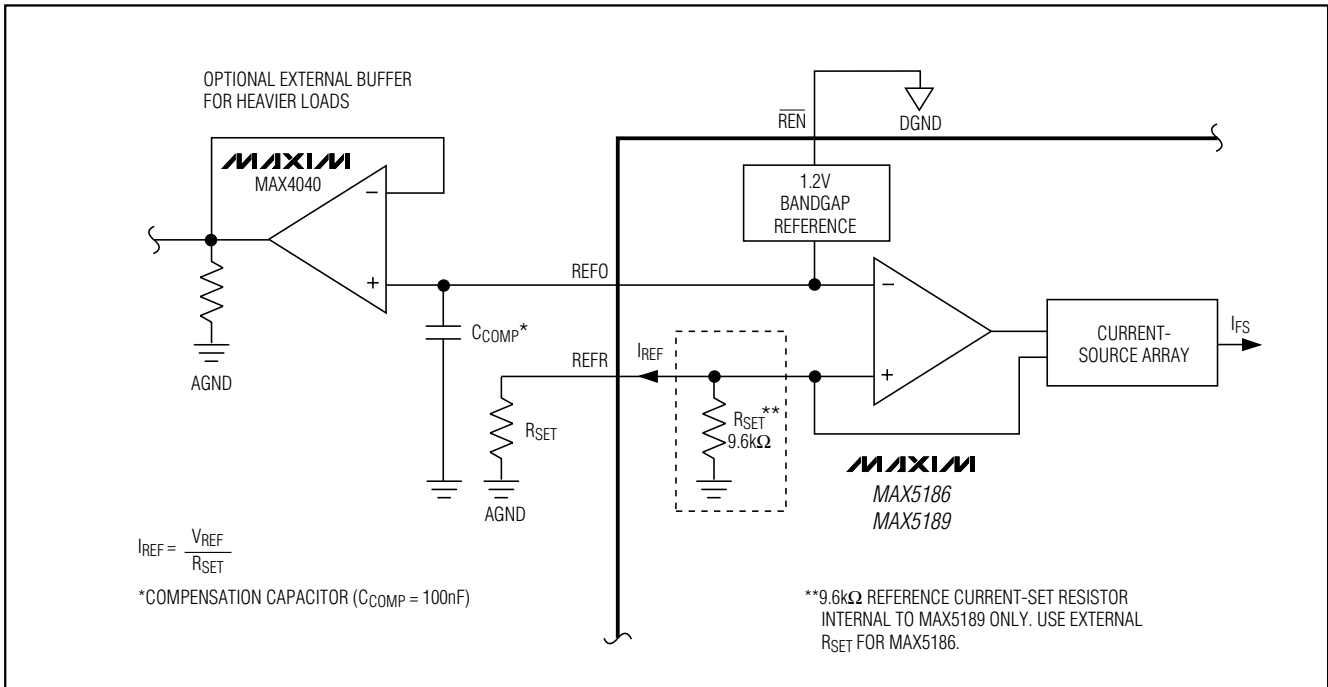 OPTIONAL EXTERNAL BUFFER
FOR HEAVIER LOADS
MAXIM
MAX4040
−
+
AGND
REN
DGND
1.2V
BANDGAP
REFERENCE
REFO
CCOMP*
−
+
CURRENT-
SOURCE ARRAY
IFS
REFR
IREF
RSET
AGND
RSET**
9.6kΩ
MAXIM
MAX5186
MAX5189
IREF = VREF
RSET
*COMPENSATION CAPACITOR (CCOMP = 100nF)
**9.6kΩ REFERENCE CURRENT-SET RESISTOR
INTERNAL TO MAX5189 ONLY. USE EXTERNAL
RSET FOR MAX5186.